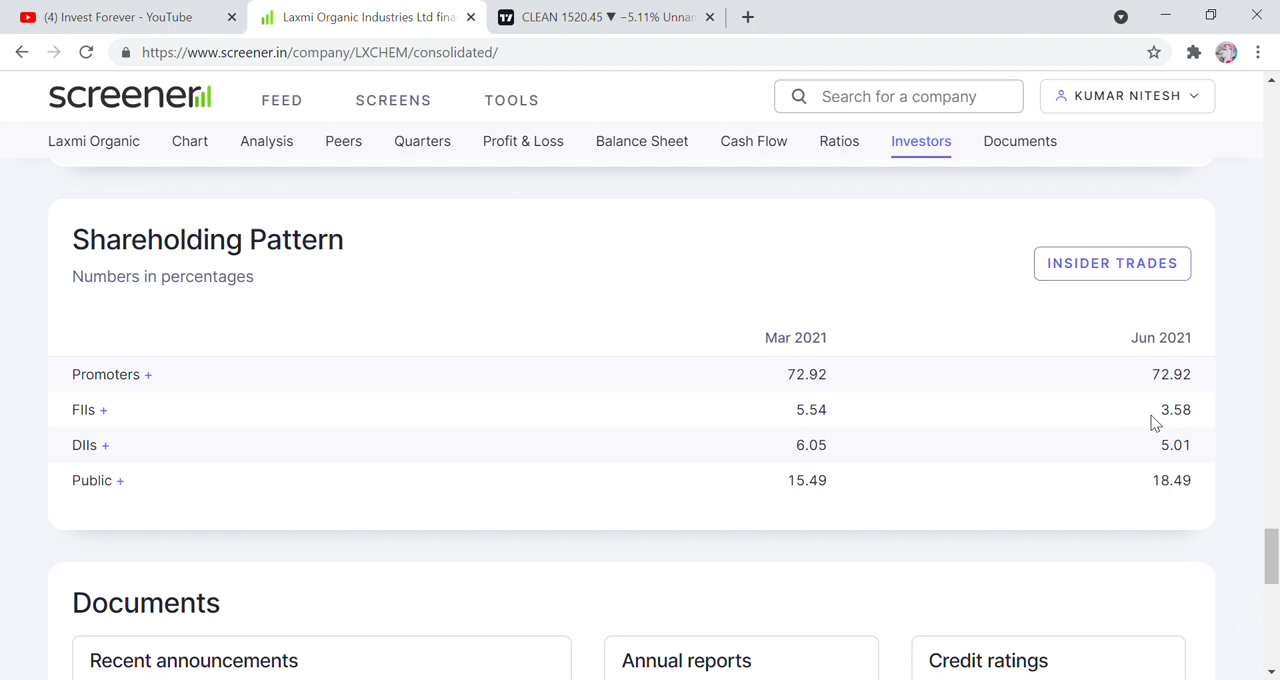 (4) Invest Forever - YouTube
Laxmi Organic Industries Ltd fina
CLEAN 1520.45 ▼ −5.11% Unnan
https://www.screener.in/company/LXCHEM/consolidated/
screener
FEED
SCREENS
TOOLS
Search for a company
KUMAR NITESH
Laxmi Organic
Chart
Analysis
Peers
Quarters
Profit & Loss
Balance Sheet
Cash Flow
Ratios
Investors
Documents
Shareholding Pattern
Numbers in percentages
INSIDER TRADES
Mar 2021 Jun 2021
Promoters + 72.92 72.92
FIIs + 5.54 3.58
DIIs + 6.05 5.01
Public + 15.49 18.49
Documents
Recent announcements
Annual reports
Credit ratings